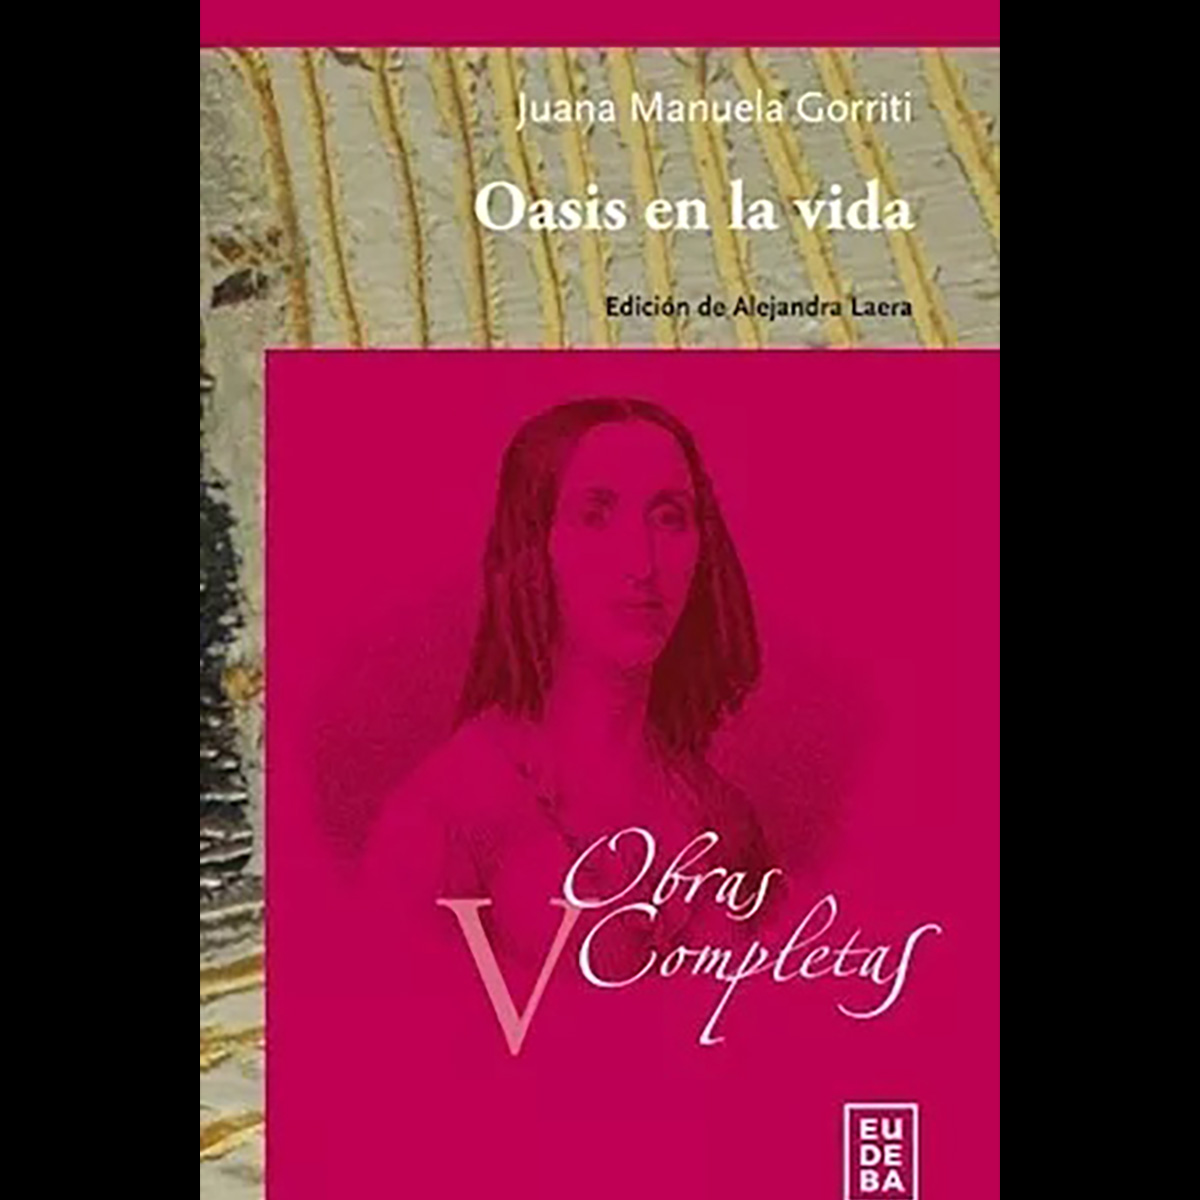 Juana Manuela Gorriti
Oasis en la vida
Edición de Alejandra Laera
Obras
V Completas
EU
DE
BA